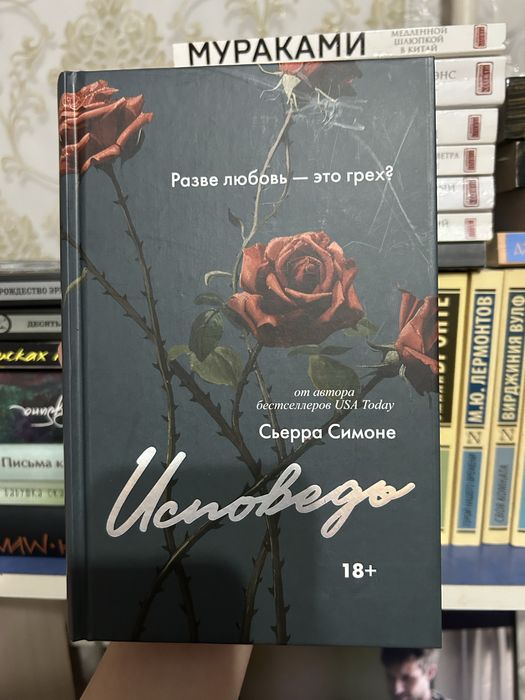 МУРАКАМИ
МЕДЛЕННОЙ
ШЛЮПКОЙ
В КИТАЙ
Разве любовь — это грех?
от автора
бестселлеров USA Today
Сьерра Симоне
Исповедь
18+
РОЖДЕСТВО
Письма к
М.Ю. ЛЕРМОНТОВ
ВИРДЖИНИЯ ВУЛФ